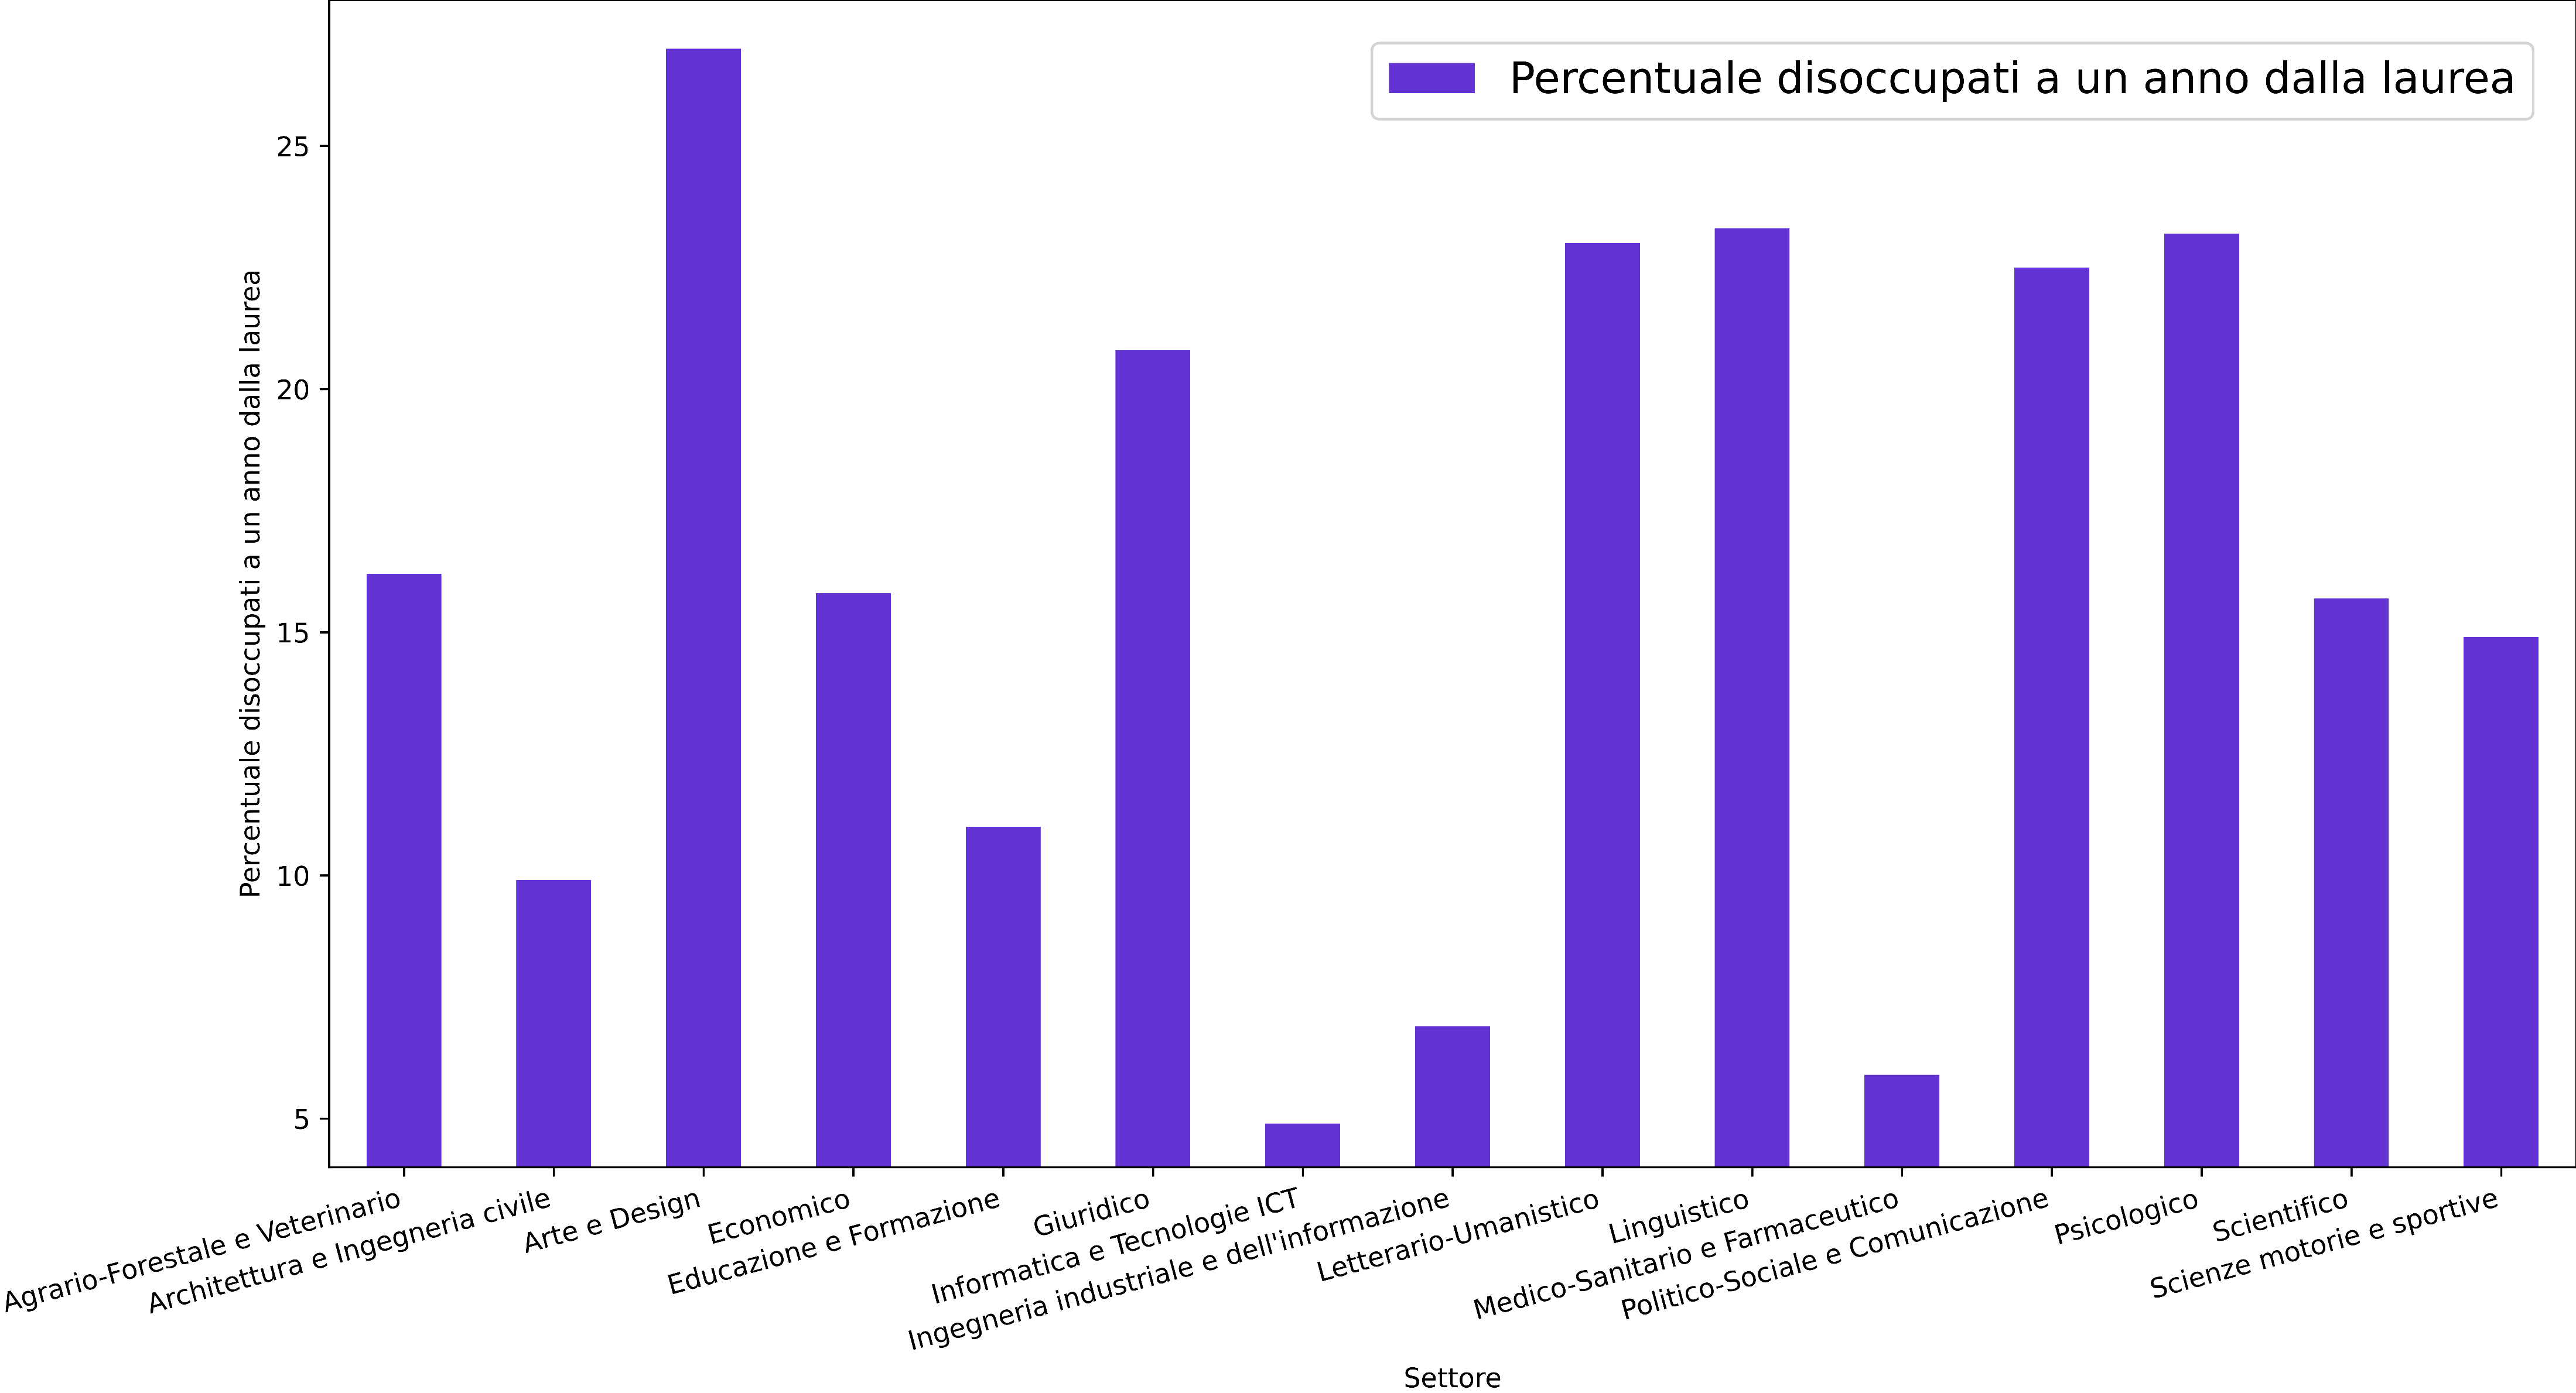 Percentuale disoccupati a un anno dalla laurea
Percentuale disoccupati a un anno dalla laurea
25
20
15
10
5
Agrario-Forestale e Veterinario
Architettura e Ingegneria civile
Arte e Design
Economico
Educazione e Formazione
Giuridico
Informatica e Tecnologie ICT
Ingegneria industriale e dell'informazione
Letterario-Umanistico
Linguistico
Medico-Sanitario e Farmaceutico
Politico-Sociale e Comunicazione
Psicologico
Scientifico
Scienze motorie e sportive
Settore